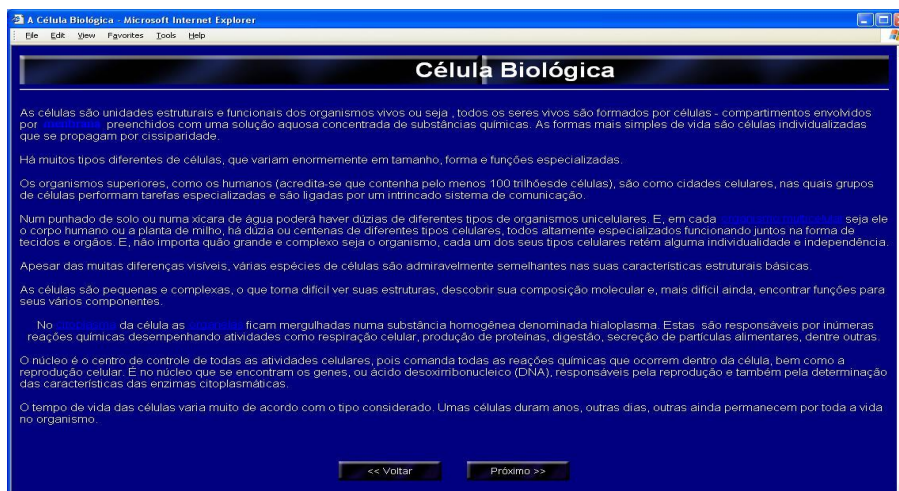 A Célula Biológica - Microsoft Internet Explorer
File Edit View Favorites Tools Help
Célula Biológica
As células são unidades estruturais e funcionais dos organismos vivos ou seja , todos os seres vivos são formados por células - compartimentos envolvidos
por preenchidos com uma solução aquosa concentrada de substâncias químicas. As formas mais simples de vida são células individualizadas
que se propagam por cissiparidade.
Há muitos tipos diferentes de células, que variam enormemente em tamanho, forma e funções especializadas.
Os organismos superiores, como os humanos (acredita-se que contenha pelo menos 100 trilhõesde células), são como cidades celulares, nas quais grupos
de células performam tarefas especializadas e são ligadas por um intrincado sistema de comunicação.
Num punhado de solo ou numa xícara de água poderá haver dúzias de diferentes tipos de organismos unicelulares. E, em cada organismo multicelular seja ele
o corpo humano ou a planta de milho, há dúzia ou centenas de diferentes tipos celulares, todos altamente especializados funcionando juntos na forma de
tecidos e orgãos. E, não importa quão grande e complexo seja o organismo, cada um dos seus tipos celulares retém alguma individualidade e independência.
Apesar das muitas diferenças visíveis, várias espécies de células são admiravelmente semelhantes nas suas características estruturais básicas.
As células são pequenas e complexas, o que torna difícil ver suas estruturas, descobrir sua composição molecular e, mais difícil ainda, encontrar funções para
seus vários componentes.
No citoplasma da célula as organelas ficam mergulhadas numa substância homogênea denominada hialoplasma. Estas são responsáveis por inúmeras
reações químicas desempenhando atividades como respiração celular, produção de proteínas, digestão, secreção de partículas alimentares, dentre outras.
O núcleo é o centro de controle de todas as atividades celulares, pois comanda todas as reações químicas que ocorrem dentro da célula, bem como a
reprodução celular. É no núcleo que se encontram os genes, ou ácido desoxirribonucleico (DNA), responsáveis pela reprodução e também pela determinação
das características das enzimas citoplasmáticas.
O tempo de vida das células varia muito de acordo com o tipo considerado. Umas células duram anos, outras dias, outras ainda permanecem por toda a vida
no organismo.
<< Voltar Próximo >>